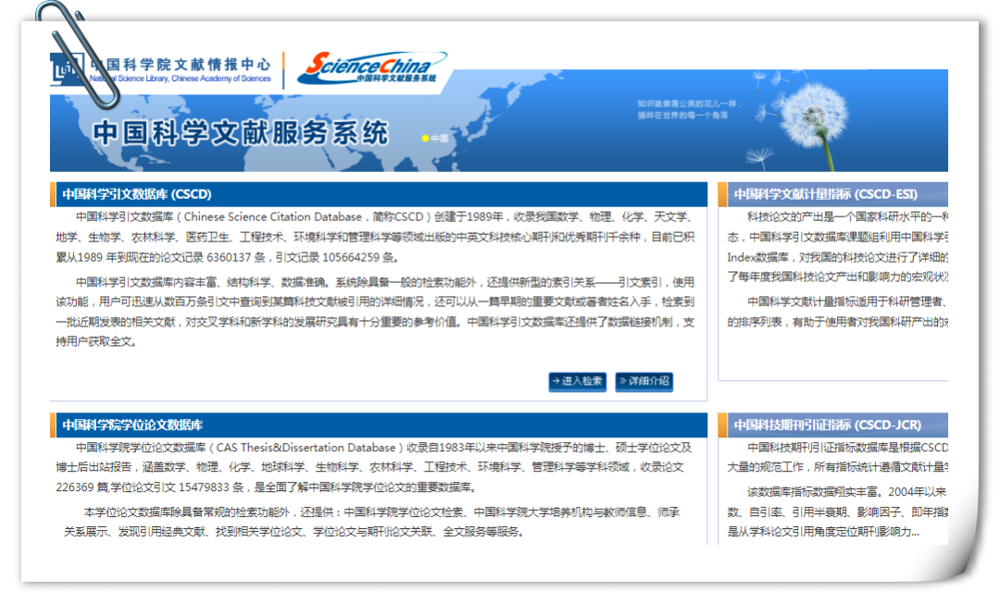 中国科学院文献情报中心
National Science Library, Chinese Academy of Sciences
ScienceChina
中国科学文献服务系统
知识就像蒲公英的花儿一样，
播种在世界的每一个角落
中国科学文献服务系统
中国
中国科学引文数据库 (CSCD)
中国科学引文数据库（Chinese Science Citation Database，简称CSCD）创建于1989年，收录我国数学、物理、化学、天文学、
地学、生物学、农林科学、医药卫生、工程技术、环境科学和管理科学等领域出版的中英文科技核心期刊和优秀期刊千余种，目前已积
累从1989 年到现在的论文记录 6360137 条，引文记录 105664259 条。
中国科学引文数据库内容丰富、结构科学、数据准确。系统除具备一般的检索功能外，还提供新型的索引关系——引文索引，使用
该功能，用户可迅速从数百万条引文中查询到某篇科技文献被引用的详细情况，还可以从一篇早期的重要文献或著者姓名入手，检索到
一批近期发表的相关文献，对交叉学科和新学科的发展研究具有十分重要的参考价值。中国科学引文数据库还提供了数据链接机制，支
持用户获取全文。
进入检索
详细介绍
中国科学文献计量指标 (CSCD-ESI)
科技论文的产出是一个国家科研水平的一种
态，中国科学引文数据库课题组利用中国科学引
Index数据库，对我国的科技论文进行了详细的
了每年度我国科技论文产出和影响力的宏观状况
中国科学文献计量指标适用于科研管理者、
的排序列表，有助于使用者对我国科研产出的宏
中国科学院学位论文数据库
中国科学院学位论文数据库（CAS Thesis&Dissertation Database）收录自1983年以来中国科学院授予的博士、硕士学位论文及
博士后出站报告，涵盖数学、物理、化学、地球科学、生物科学、农林科学、工程技术、环境科学、管理科学等学科领域，收录论文
226369 篇,学位论文引文 15479833 条，是全面了解中国科学院学位论文的重要数据库。
本学位论文数据库除具备常规的检索功能外，还提供：中国科学院学位论文检索、中国科学院大学培养机构与教师信息、师承
关系展示、发现引用经典文献、找到相关学位论文、学位论文与期刊论文关联、全文服务等服务。
中国科技期刊引证指标 (CSCD-JCR)
中国科技期刊引证指标数据库是根据CSCD
大量的规范工作，所有指标统计遵循文献计量学
该数据库指标数据翔实丰富。2004年以来
数、自引率、引用半衰期、影响因子、即年指数
是从学科论文引用角度定位期刊影响力...